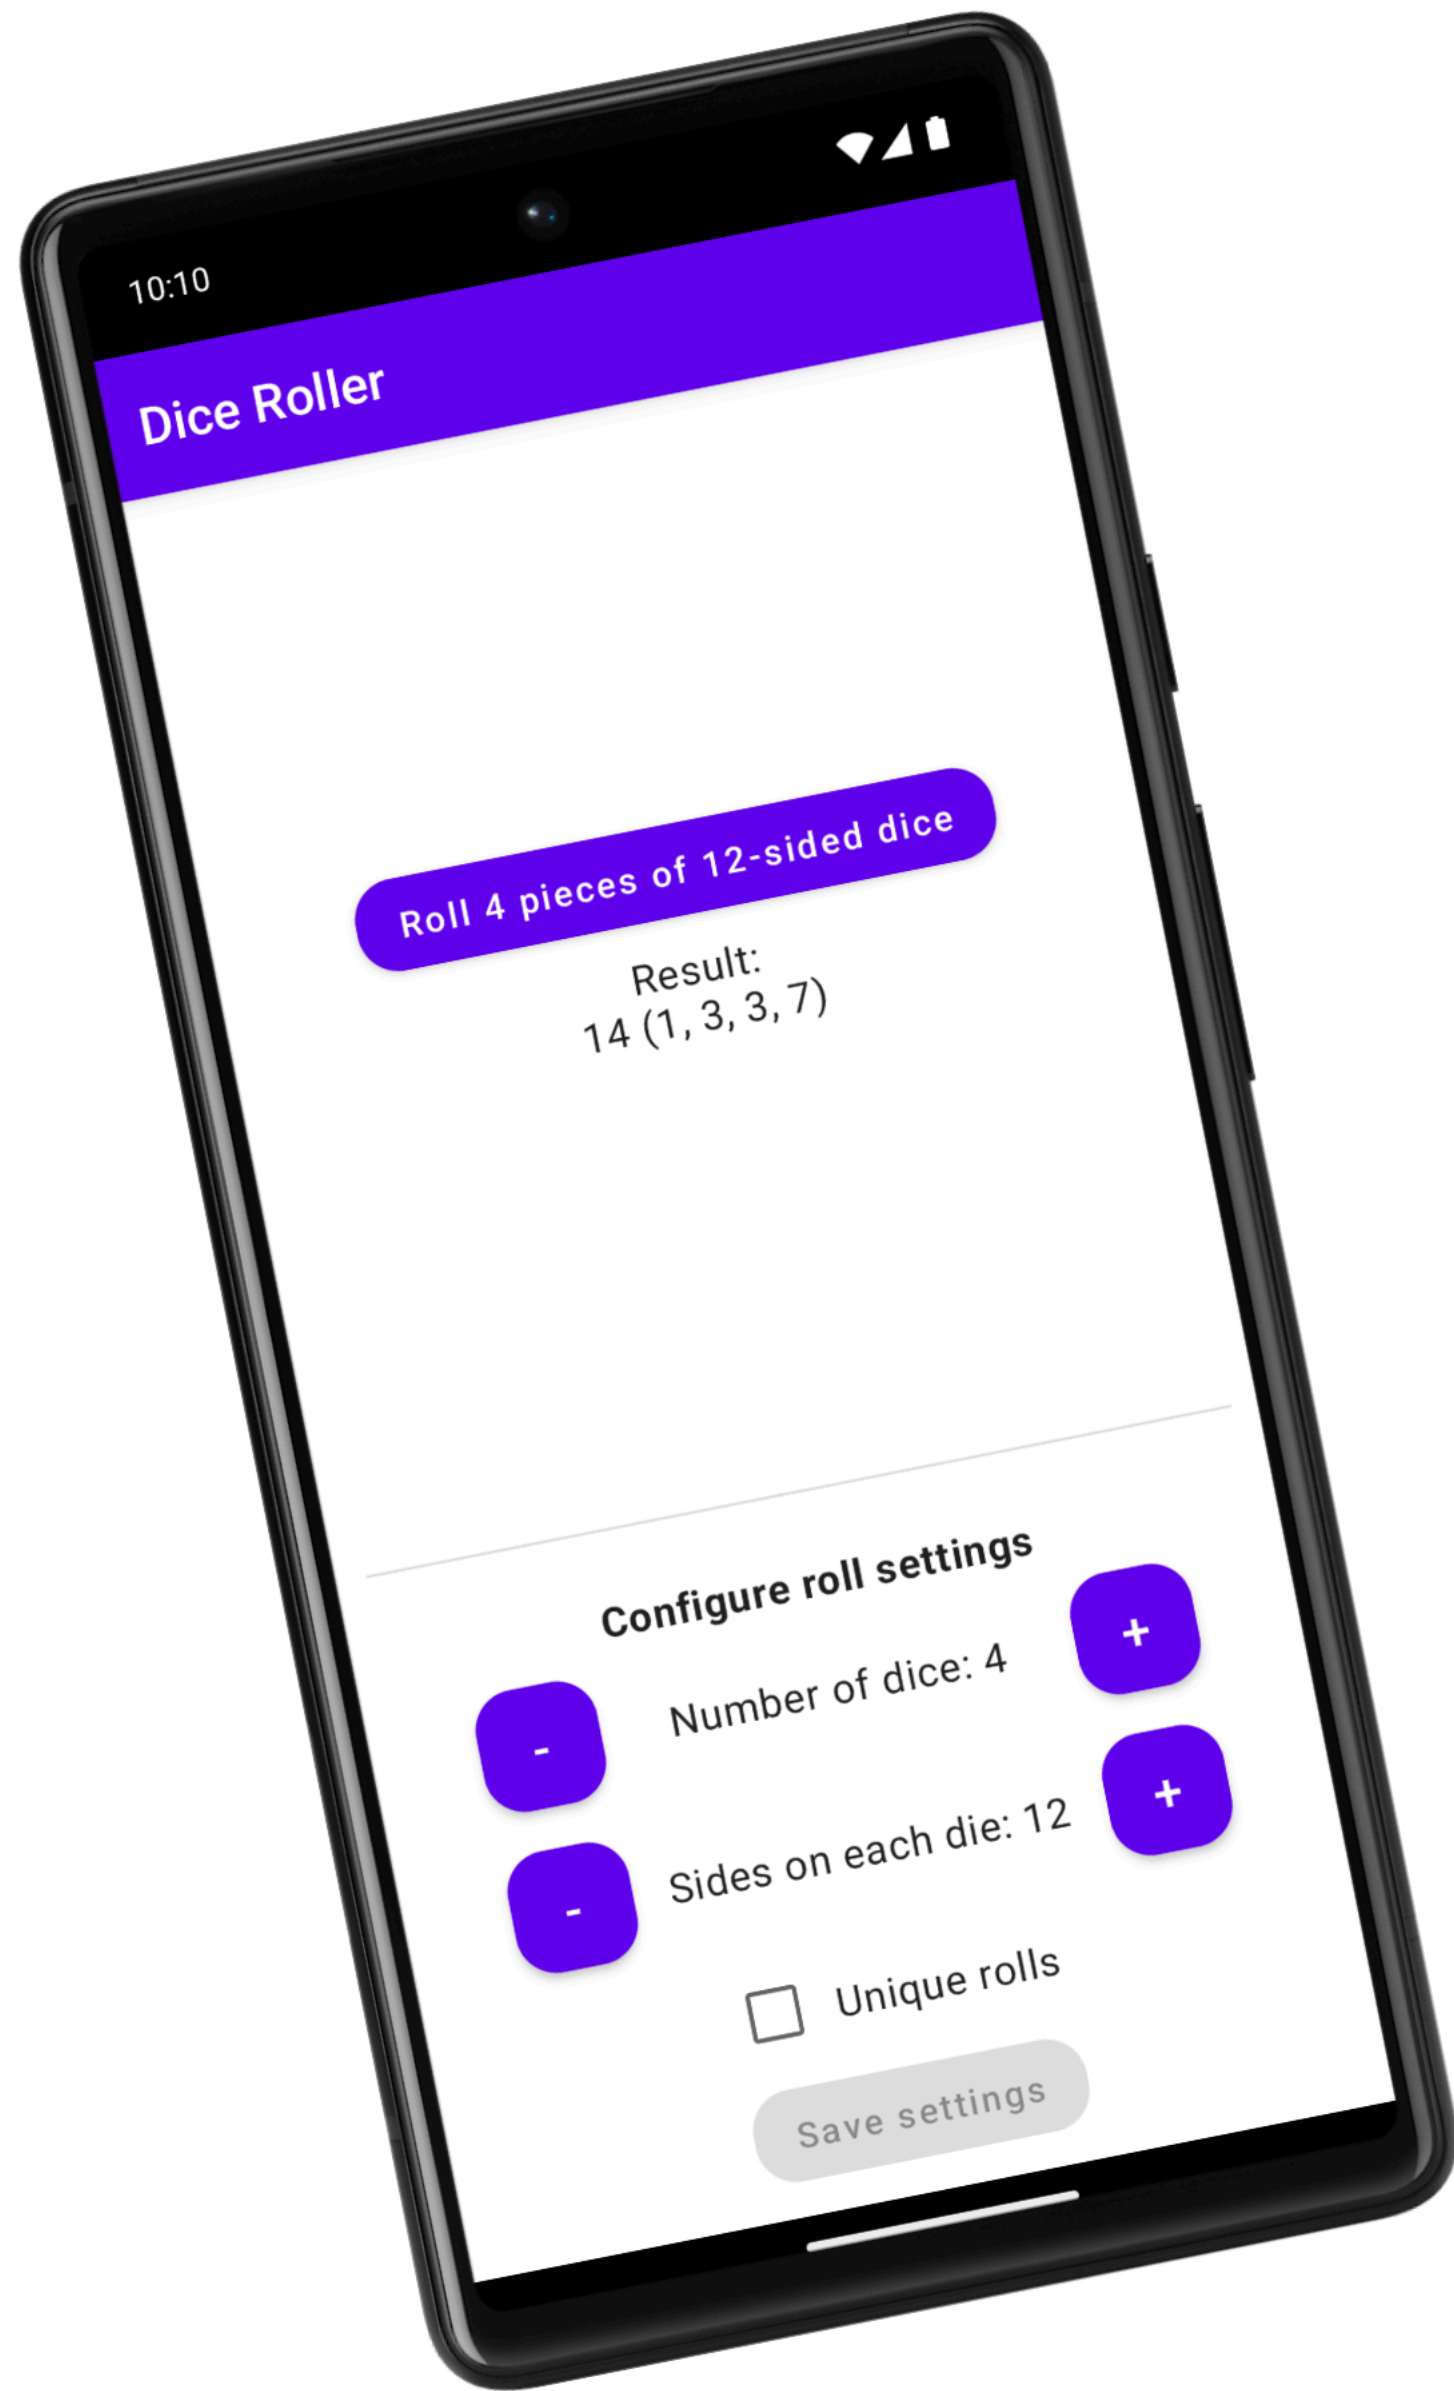 10:10
Dice Roller
Roll 4 pieces of 12-sided dice
Result:
14 (1, 3, 3, 7)
Configure roll settings
- Number of dice: 4 +
- Sides on each die: 12 +
Unique rolls
Save settings